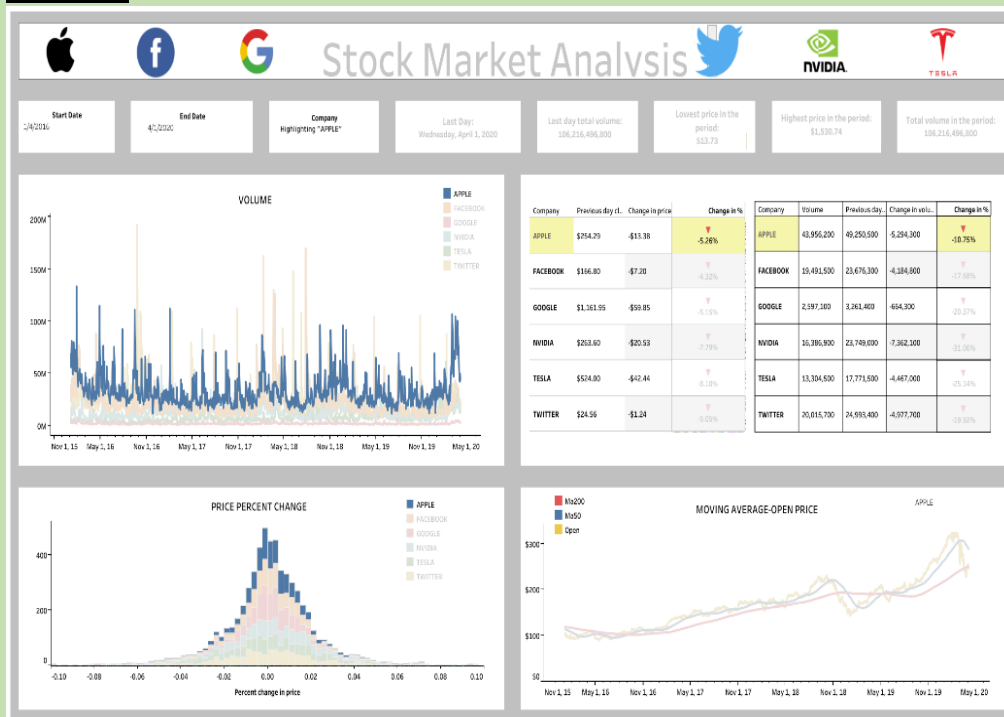 Stock Market Analysis
NVIDIA.
TESLA
Start Date
1/4/2016
End Date
4/1/2020
Company
Highlighting "APPLE"
Last Day:
Wednesday, April 1, 2020
Last day total volume:
106,216,496,800
Lowest price in the
period:
$13.73
Highest price in the period:
$1,530.74
Total volume in the period:
106,216,496,800
VOLUME
APPLE
FACEBOOK
GOOGLE
NVIDIA
TESLA
TWITTER
200M
150M
100M
50M
0M
Nov 1, 15 May 1, 16 Nov 1, 16 May 1, 17 Nov 1, 17 May 1, 18 Nov 1, 18 May 1, 19 Nov 1, 19 May 1, 20
Company Previous day cl.. Change in price Change in %
APPLE $254.29 -$13.38 -5.26%
FACEBOOK $166.80 -$7.20 -4.32%
GOOGLE $1,161.95 -$59.85 -5.15%
NVIDIA $263.60 -$20.53 -7.79%
TESLA $524.00 -$42.44 -8.10%
TWITTER $24.56 -$1.24 -5.05%
Company Volume Previous day.. Change in volu.. Change in %
APPLE 43,956,200 49,250,500 -5,294,300 -10.75%
FACEBOOK 19,491,500 23,676,300 -4,184,800 -17.68%
GOOGLE 2,597,100 3,261,400 -664,300 -20.37%
NVIDIA 16,386,900 23,749,000 -7,362,100 -31.00%
TESLA 13,304,500 17,771,500 -4,467,000 -25.14%
TWITTER 20,015,700 24,993,400 -4,977,700 -19.92%
PRICE PERCENT CHANGE
APPLE
FACEBOOK
GOOGLE
NVIDIA
TESLA
TWITTER
400
200
0
-0.10 -0.08 -0.06 -0.04 -0.02 -0.00 0.02 0.04 0.06 0.08 0.10
Percent change in price
Ma200
Ma50
Open
MOVING AVERAGE-OPEN PRICE
APPLE
$300
$200
$100
$0
Nov 1, 15 May 1, 16 Nov 1, 16 May 1, 17 Nov 1, 17 May 1, 18 Nov 1, 18 May 1, 19 Nov 1, 19 May 1, 20